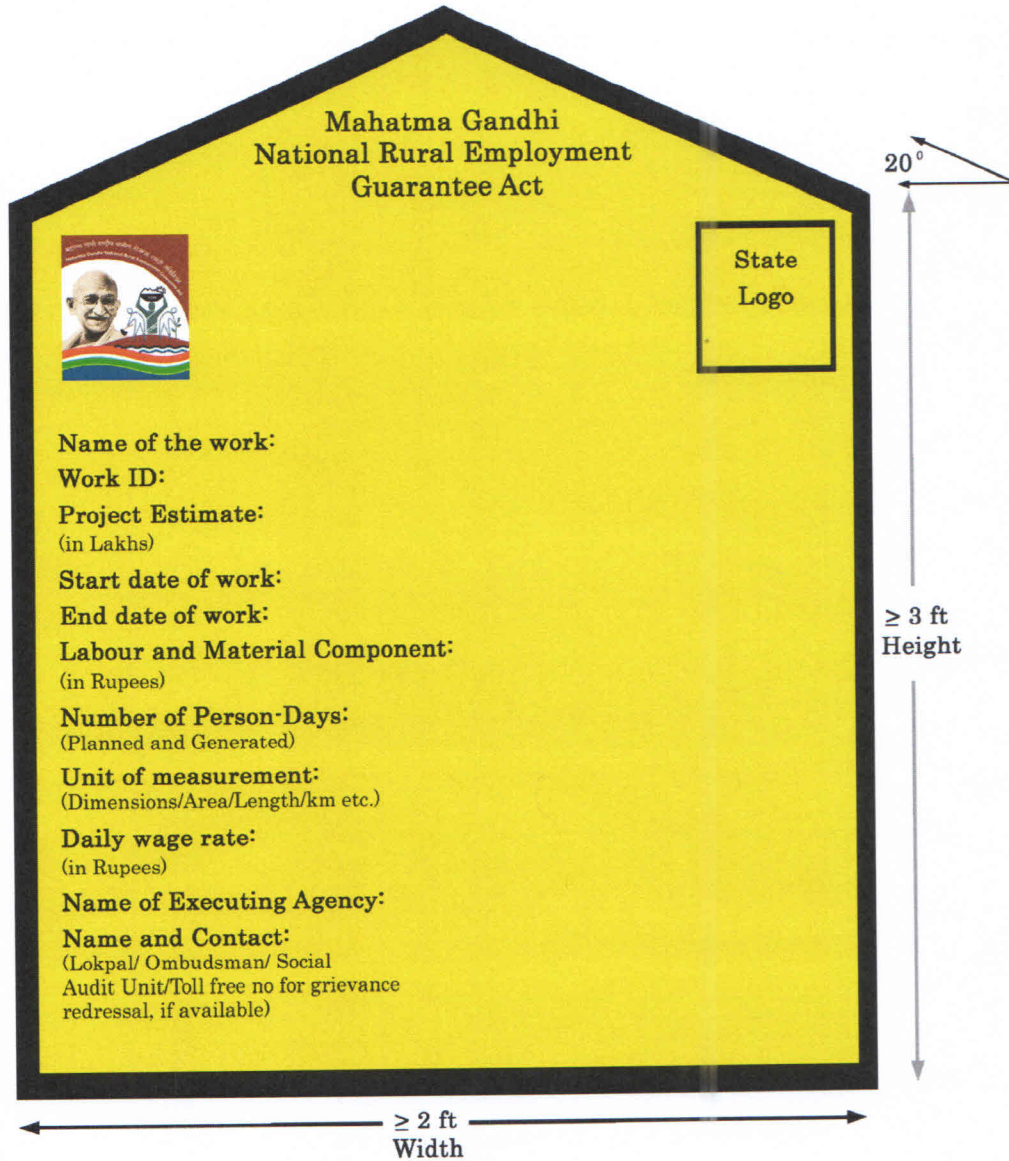 Mahatma Gandhi
National Rural Employment
Guarantee Act
20°
State
Logo
Name of the work:
Work ID:
Project Estimate:
(in Lakhs)
Start date of work:
End date of work:
Labour and Material Component:
(in Rupees)
Number of Person-Days:
(Planned and Generated)
Unit of measurement:
(Dimensions/Area/Length/km etc.)
Daily wage rate:
(in Rupees)
Name of Executing Agency:
Name and Contact:
(Lokpal/ Ombudsman/ Social
Audit Unit/Toll free no for grievance
redressal, if available)
≥ 3 ft
Height
≥ 2 ft
Width